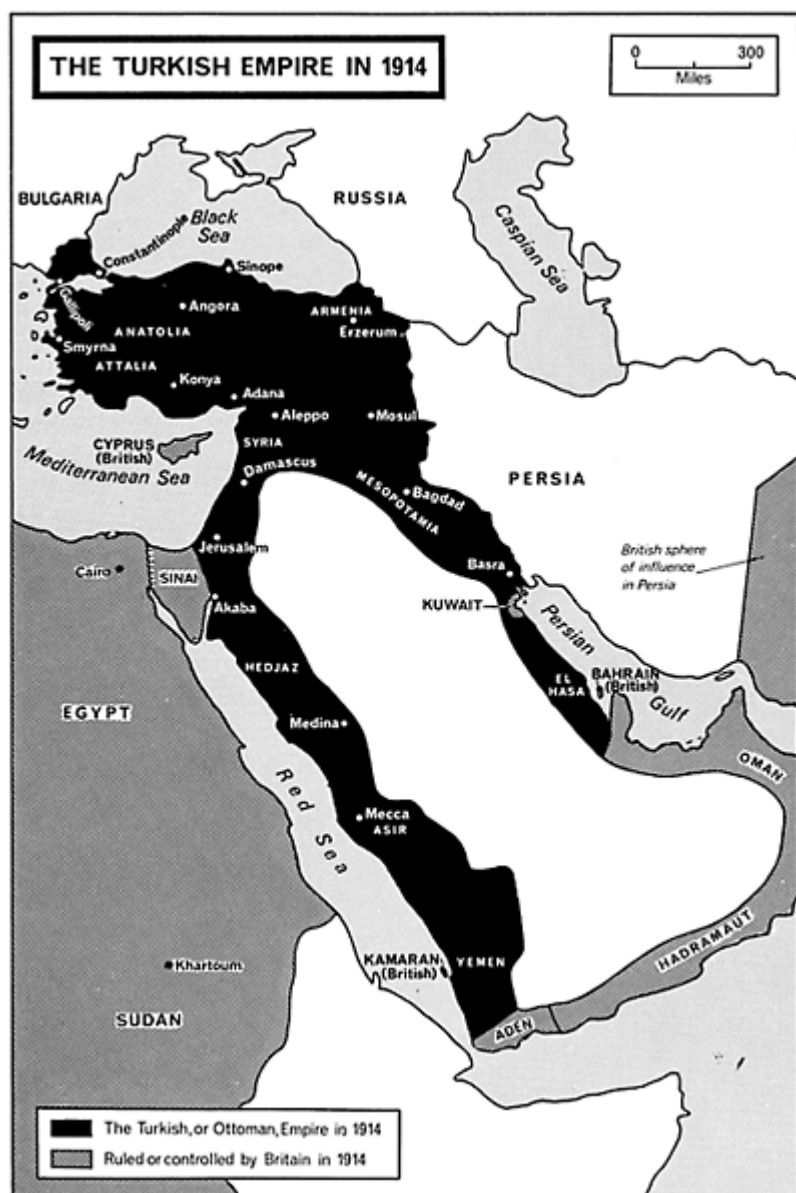 THE TURKISH EMPIRE IN 1914
0 300
Miles
BULGARIA
Black
Sea
RUSSIA
Caspian Sea
Constantinople
Sinope
Gallipoli
Angora
ARMENIA
Erzerum
ANATOLIA
Smyrna
ATTALIA
Konya
Adana
Aleppo
Mosul
CYPRUS
(British)
SYRIA
Mediterranean Sea
Damascus
MESOPOTAMIA
Bagdad
PERSIA
Jerusalem
Basra
British sphere
of influence
in Persia
Cairo
SINAI
Akaba
KUWAIT
Persian
Gulf
HEDJAZ
EL
HASA
BAHRAIN
(British)
EGYPT
Medina
OMAN
Red Sea
Mecca
ASIR
KAMARAN
(British)
YEMEN
HADRAMAUT
Khartoum
SUDAN
ADEN
The Turkish, or Ottoman, Empire in 1914
Ruled or controlled by Britain in 1914